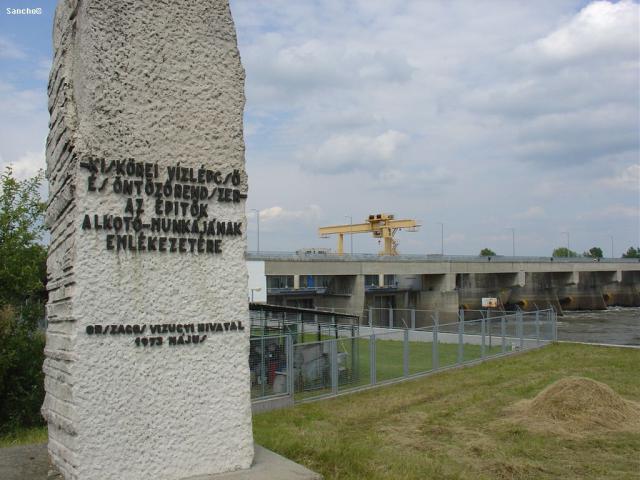 Sancho©
KISKÖREI VÍZLÉPCSŐ
ÉS ÖNTÖZŐRENDSZER
AZ ÉPÍTŐK
ALKOTÓ-MUNKÁJÁNAK
EMLÉKEZETÉRE
ORSZÁGOS VÍZÜGYI HIVATAL
1973 MÁJUS